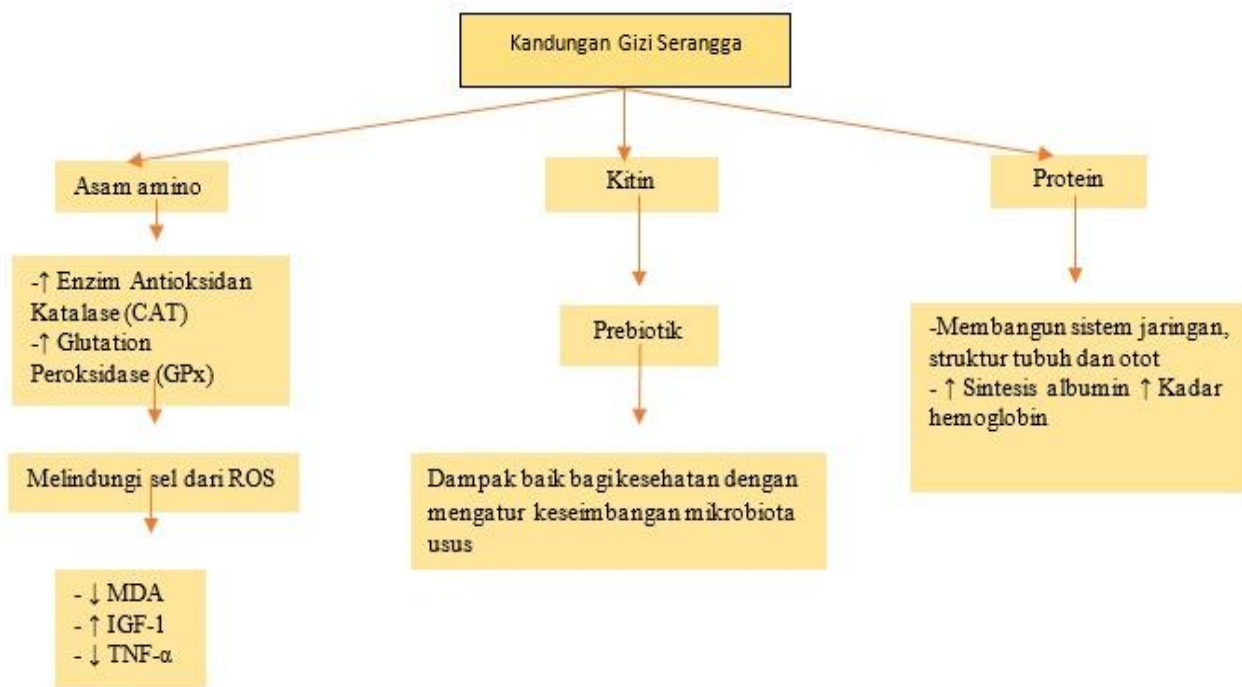 Kandungan Gizi Serangga
Asam amino
Kitin
Protein
-↑ Enzim Antioksidan
Katalase (CAT)
-↑ Glutation
Peroksidase (GPx)
Prebiotik
-Membangun sistem jaringan,
struktur tubuh dan otot
- ↑ Sintesis albumin ↑ Kadar
hemoglobin
Melindungi sel dari ROS
Dampak baik bagi kesehatan dengan
mengatur keseimbangan mikrobiota
usus
- ↓ MDA
- ↑ IGF-1
- ↓ TNF-α